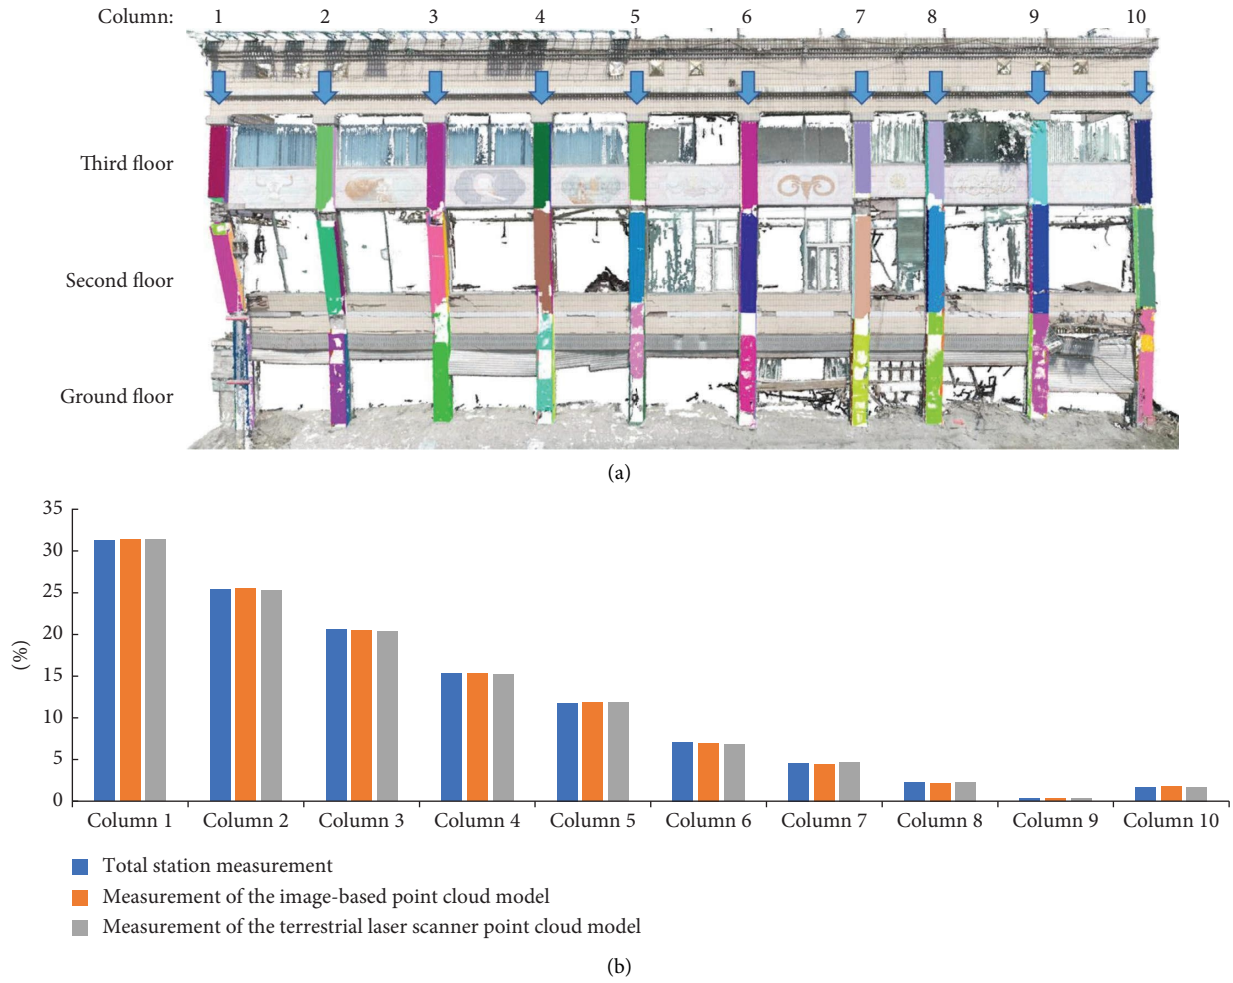 Column: 1 2 3 4 5 6 7 8 9 10
Third floor
Second floor
Ground floor
(a)
35
30
25
20
15
10
5
0
(%)
Column 1 Column 2 Column 3 Column 4 Column 5 Column 6 Column 7 Column 8 Column 9 Column 10
Total station measurement
Measurement of the image-based point cloud model
Measurement of the terrestrial laser scanner point cloud model
(b)